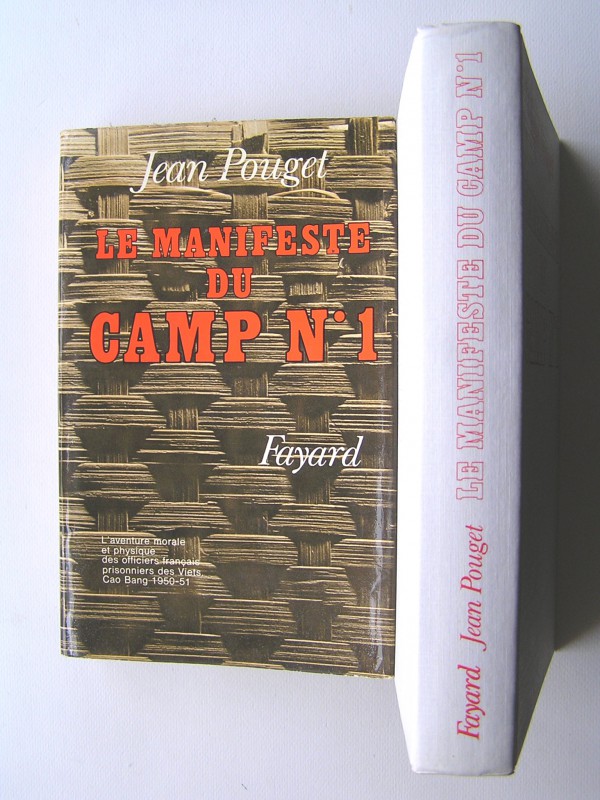 Jean Pouget
LE MANIFESTE
DU
CAMP N°1
Fayard
L'aventure morale
et physique
des officiers français
prisonniers des Viets.
Cao Bang 1950-51
Fayard Jean Pouget LE MANIFESTE DU CAMP N°1